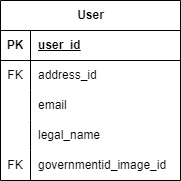 User
PK user_id
FK address_id
email
legal_name
FK governmentid_image_id